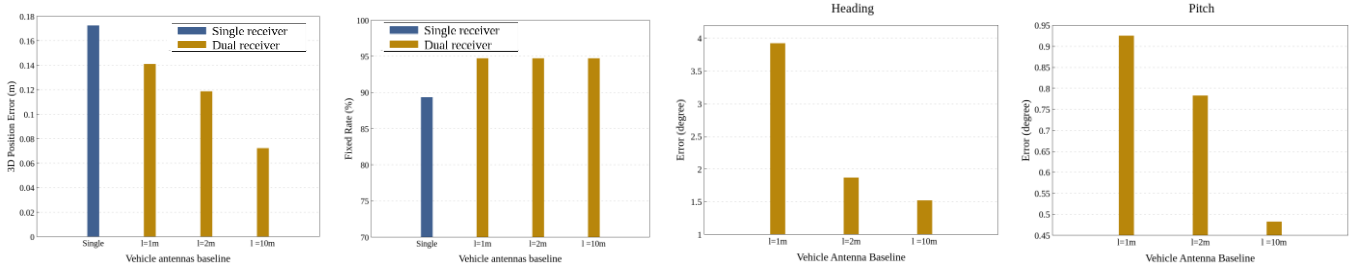 0.18
0.16
0.14
0.12
0.1
0.08
0.06
0.04
0.02
0
3D Position Error (m)
Single receiver
Dual receiver
Single
l=1m
l=2m
l =10m
Vehicle antennas baseline
100
95
90
85
80
75
70
Fixed Rate (%)
Single receiver
Dual receiver
Single
l=1m
l=2m
l =10m
Vehicle antennas baseline
Heading
4
3.5
3
2.5
2
1.5
1
Error (degree)
l=1m
l=2m
l =10m
Vehicle Antenna Baseline
Pitch
0.95
0.9
0.85
0.8
0.75
0.7
0.65
0.6
0.55
0.5
0.45
Error (degree)
l=1m
l=2m
l =10m
Vehicle Antenna Baseline